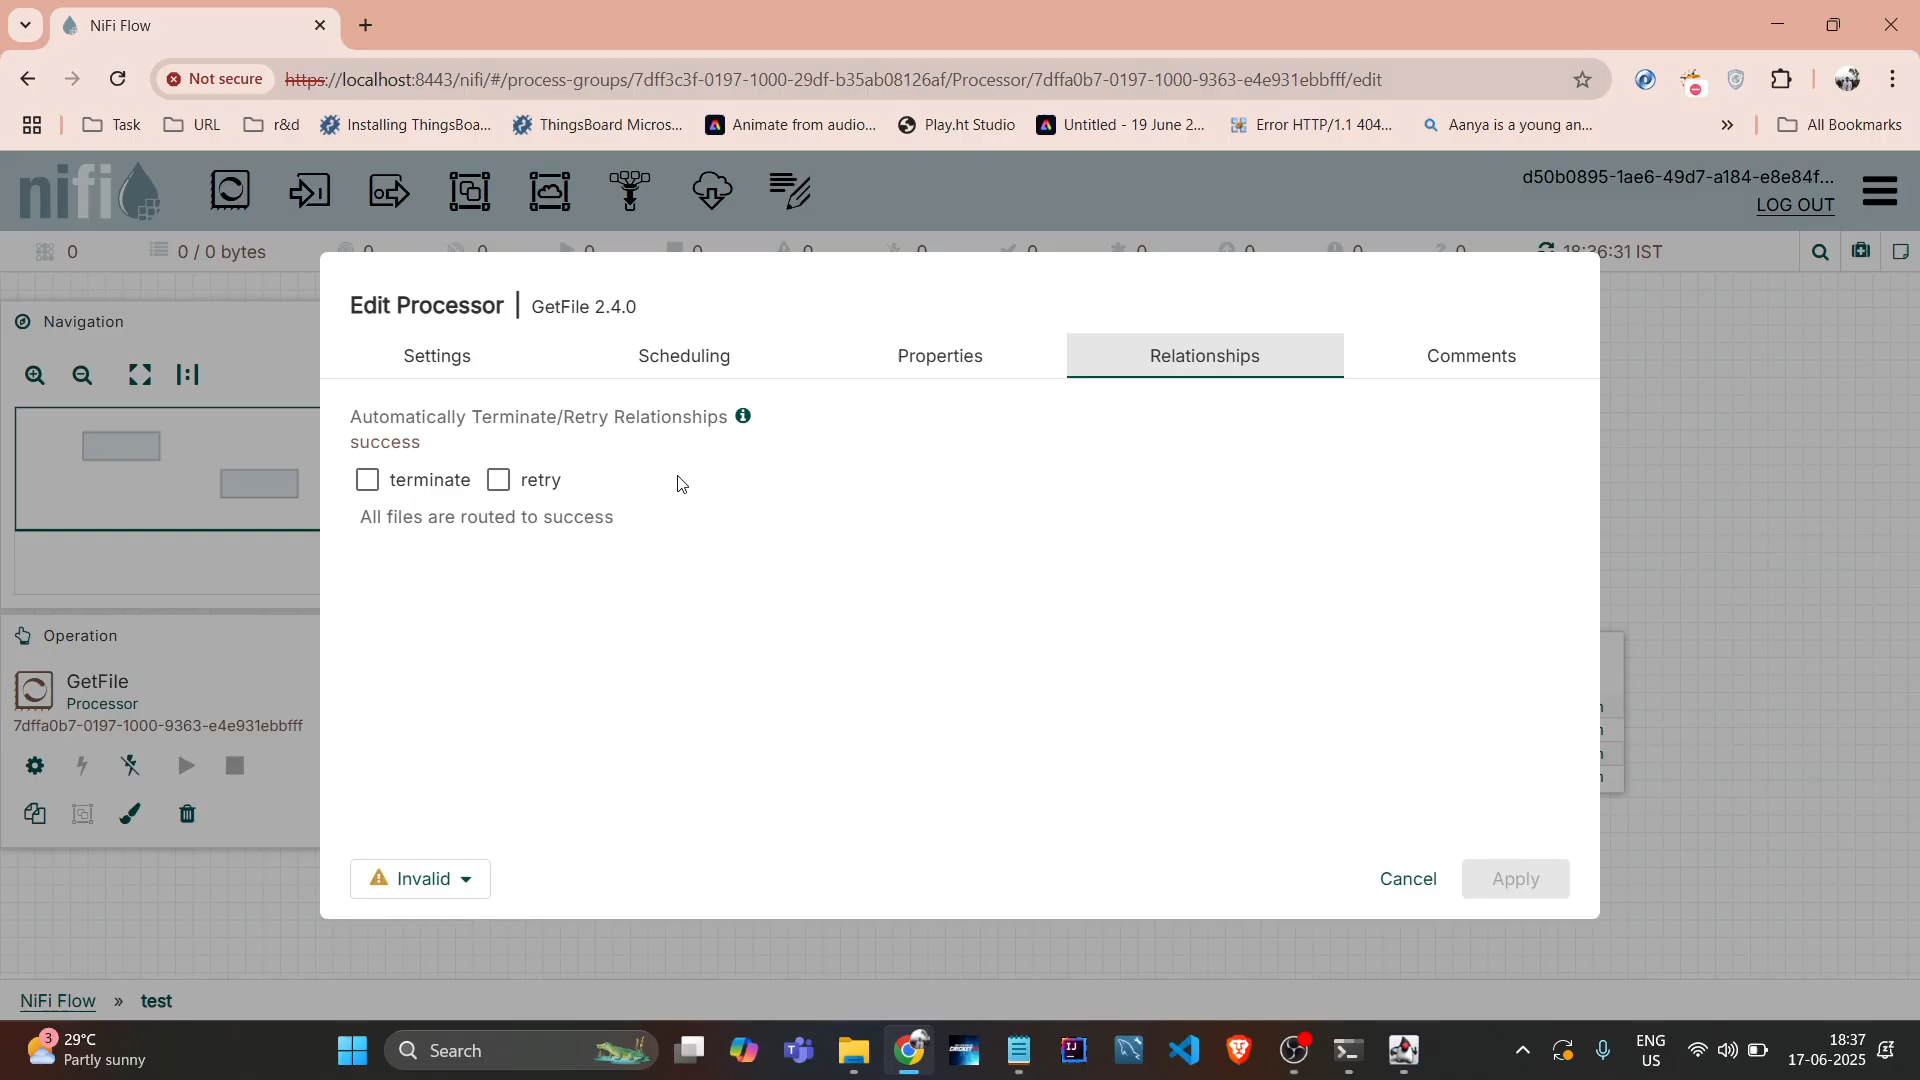 NiFi Flow
Not secure
https://localhost:8443/nifi/#/process-groups/7dff3c3f-0197-1000-29df-b35ab08126af/Processor/7dffa0b7-0197-1000-9363-e4e931ebbfff/edit
Task
URL
r&d
Installing ThingsBoa...
ThingsBoard Micros...
Animate from audio...
Play.ht Studio
Untitled - 19 June 2...
Error HTTP/1.1 404...
Aanya is a young an...
All Bookmarks
nifi
d50b0895-1ae6-49d7-a184-e8e84f...
LOG OUT
0
0 / 0 bytes
0 0 0 0 0 0 0 0 0 0 0
18:36:31 IST
Edit Processor | GetFile 2.4.0
Settings
Scheduling
Properties
Relationships
Comments
Automatically Terminate/Retry Relationships
success
terminate
retry
All files are routed to success
Invalid
Cancel
Apply
Navigation
Operation
GetFile
Processor
7dffa0b7-0197-1000-9363-e4e931ebbfff
NiFi Flow » test
3
29°C
Partly sunny
Search
ENG
US
18:37
17-06-2025